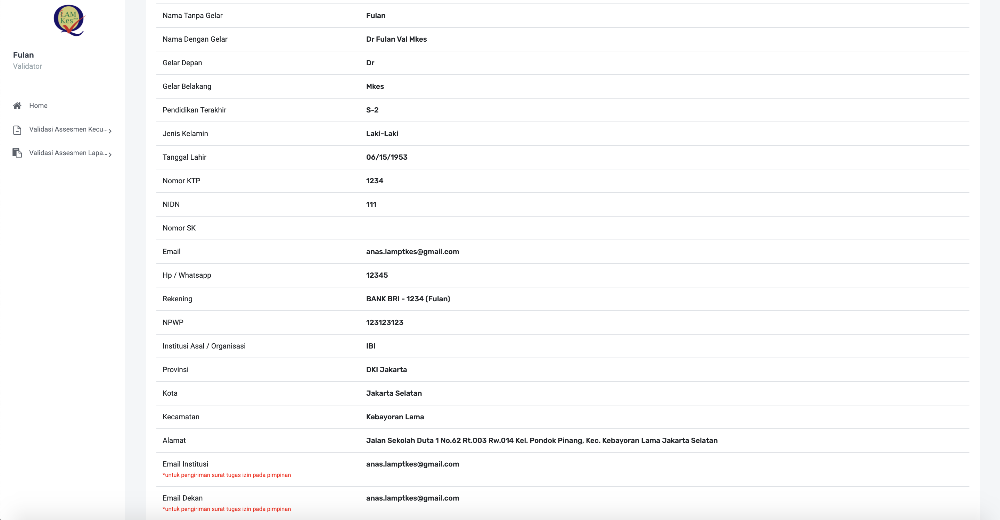 LAM
Kes
Fulan
Validator
Home
Validasi Assesmen Kecu...
Validasi Assesmen Lapa...
Nama Tanpa Gelar Fulan
Nama Dengan Gelar Dr Fulan Val Mkes
Gelar Depan Dr
Gelar Belakang Mkes
Pendidikan Terakhir S-2
Jenis Kelamin Laki-Laki
Tanggal Lahir 06/15/1953
Nomor KTP 1234
NIDN 111
Nomor SK
Email anas.lamptkes@gmail.com
Hp / Whatsapp 12345
Rekening BANK BRI - 1234 (Fulan)
NPWP 123123123
Institusi Asal / Organisasi IBI
Provinsi DKI Jakarta
Kota Jakarta Selatan
Kecamatan Kebayoran Lama
Alamat Jalan Sekolah Duta 1 No.62 Rt.003 Rw.014 Kel. Pondok Pinang, Kec. Kebayoran Lama Jakarta Selatan
Email Institusi anas.lamptkes@gmail.com
*untuk pengiriman surat tugas izin pada pimpinan
Email Dekan anas.lamptkes@gmail.com
*untuk pengiriman surat tugas izin pada pimpinan